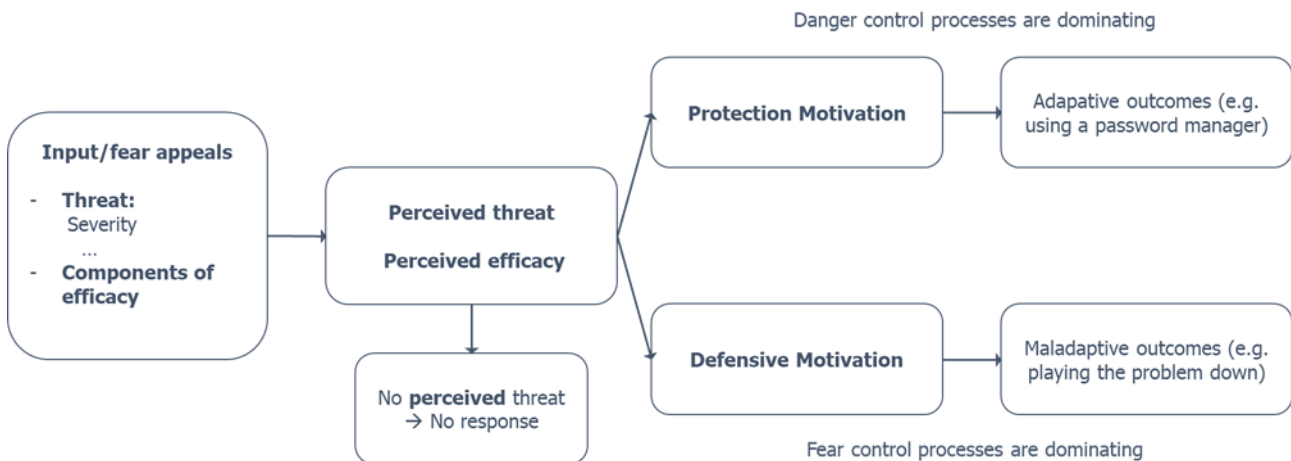 Danger control processes are dominating
Input/fear appeals
- Threat:
Severity
...
- Components of
efficacy
Perceived threat
Perceived efficacy
No perceived threat
→ No response
Protection Motivation
Adapative outcomes (e.g.
using a password manager)
Defensive Motivation
Maladaptive outcomes (e.g.
playing the problem down)
Fear control processes are dominating